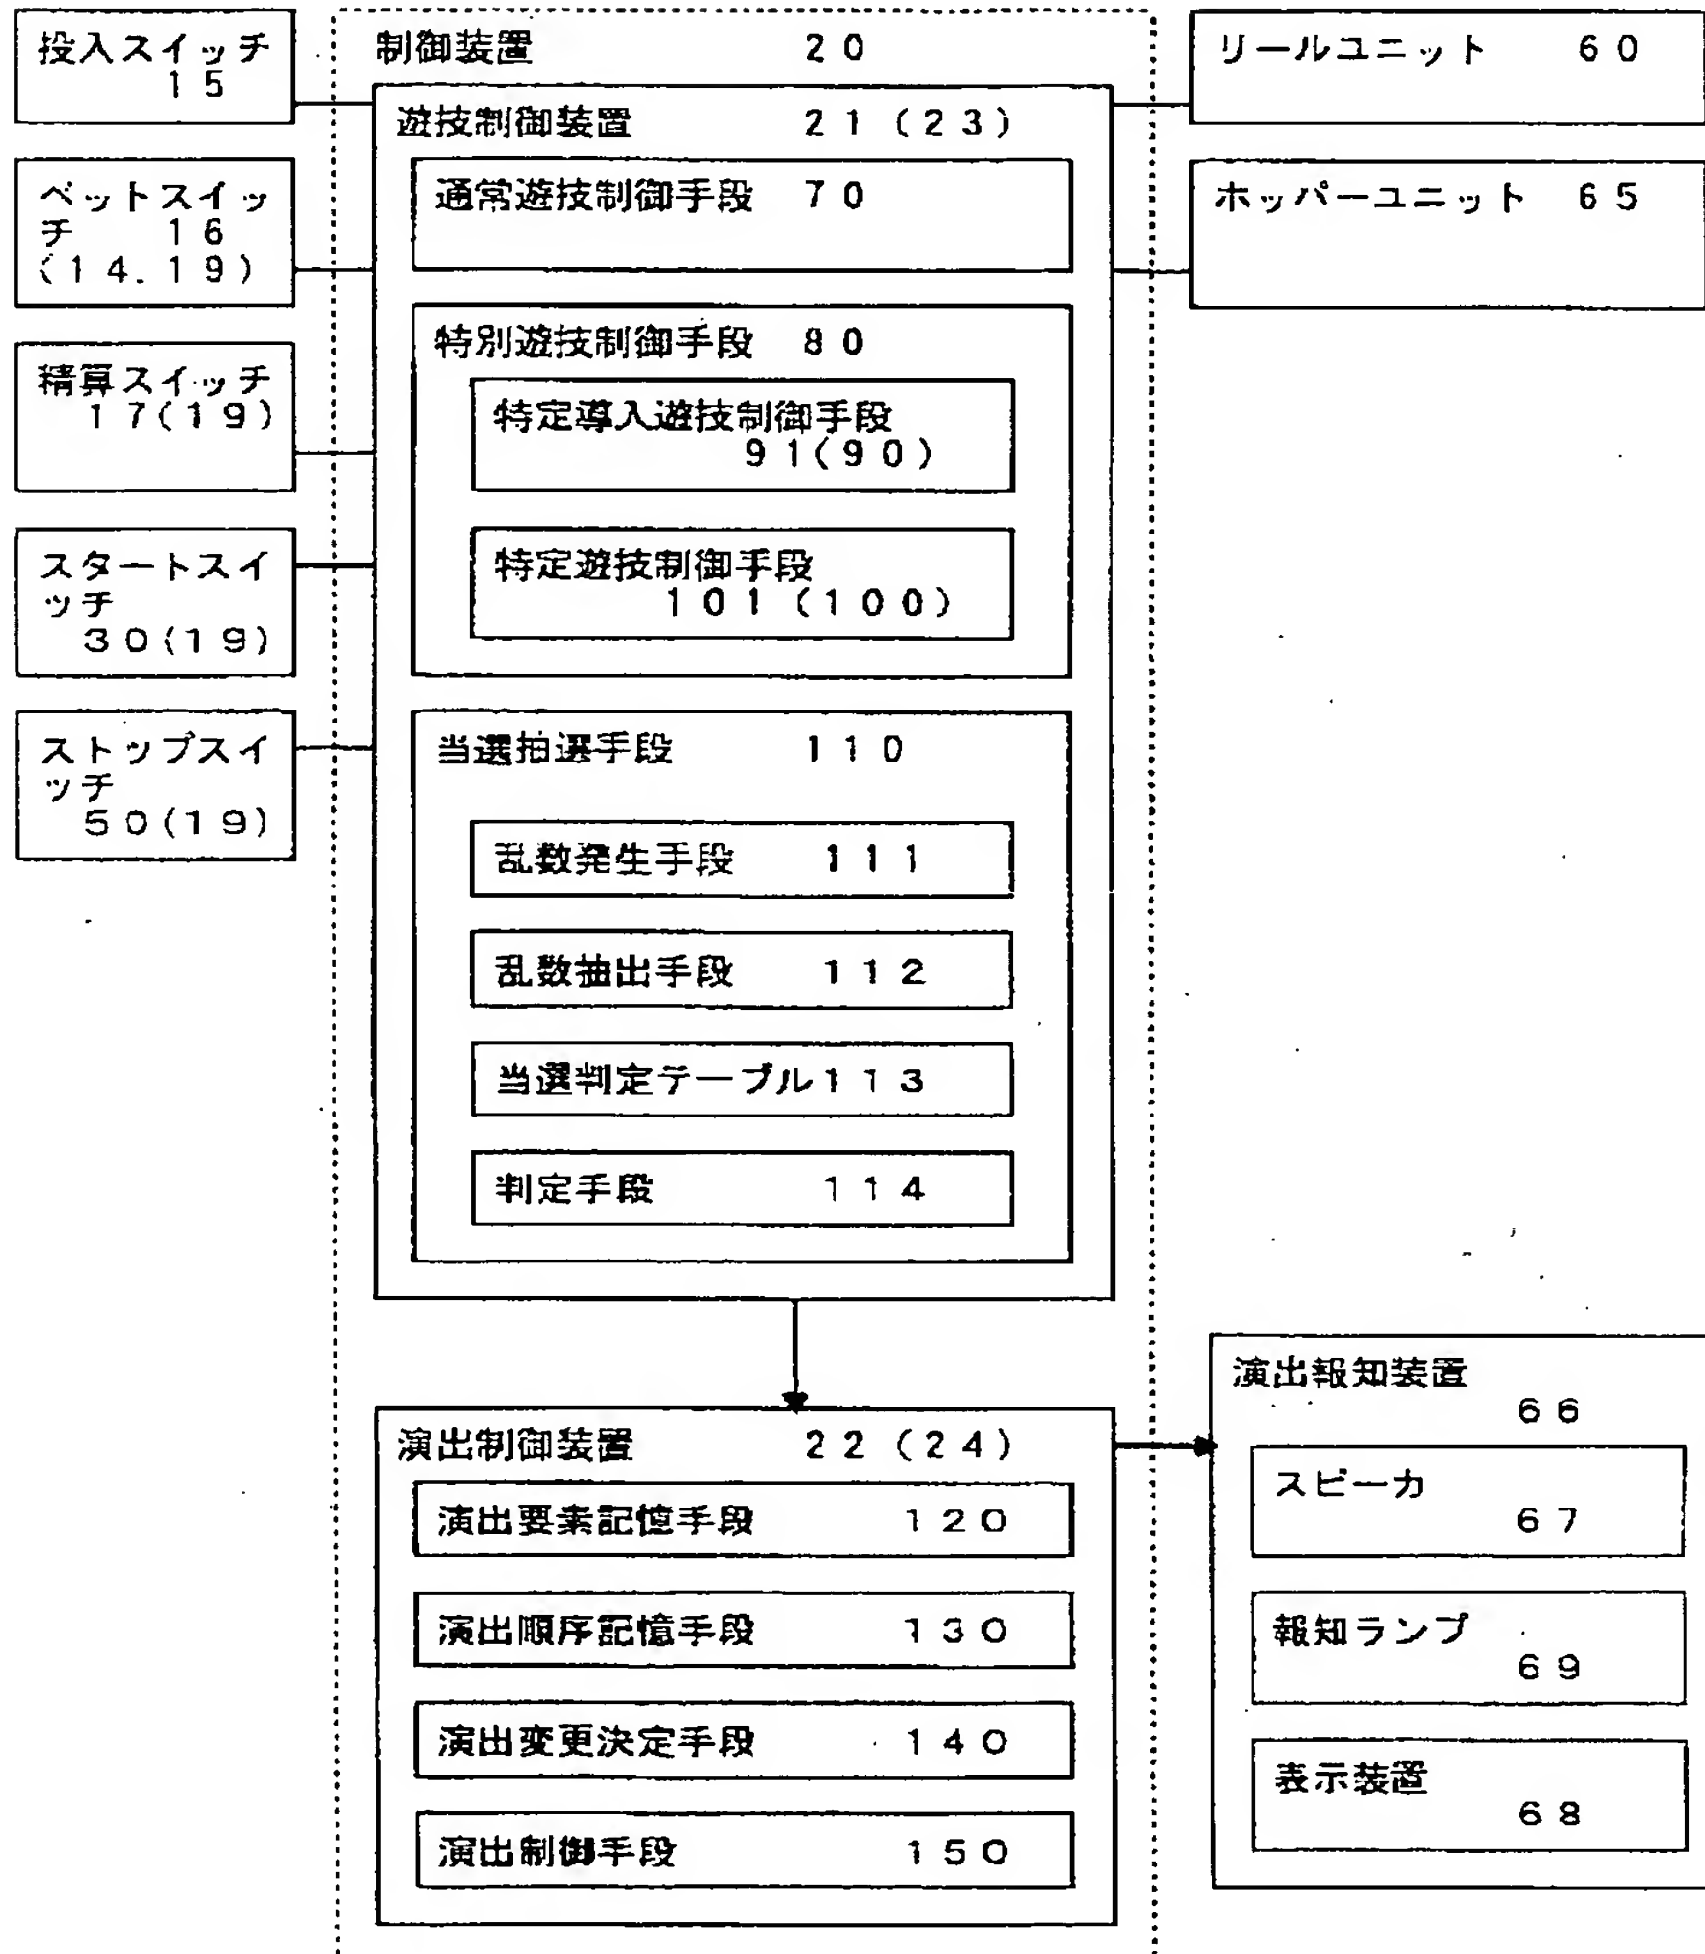 投入スイッチ
15
ベットスイッ
チ 16
(14.19)
精算スイッチ
17(19)
スタートスイ
ッチ
30(19)
ストップスイ
ッチ
50(19)
制御装置 20
遊技制御装置 21(23)
通常遊技制御手段 70
特別遊技制御手段 80
特定導入遊技制御手段
91(90)
特定遊技制御手段
101(100)
当選抽選手段 110
乱数発生手段 111
乱数抽出手段 112
当選判定テーブル113
判定手段 114
演出制御装置 22(24)
演出要素記憶手段 120
演出順序記憶手段 130
演出変更決定手段 140
演出制御手段 150
リールユニット 60
ホッパーユニット 65
演出報知装置
66
スピーカ
67
報知ランプ
69
表示装置
68